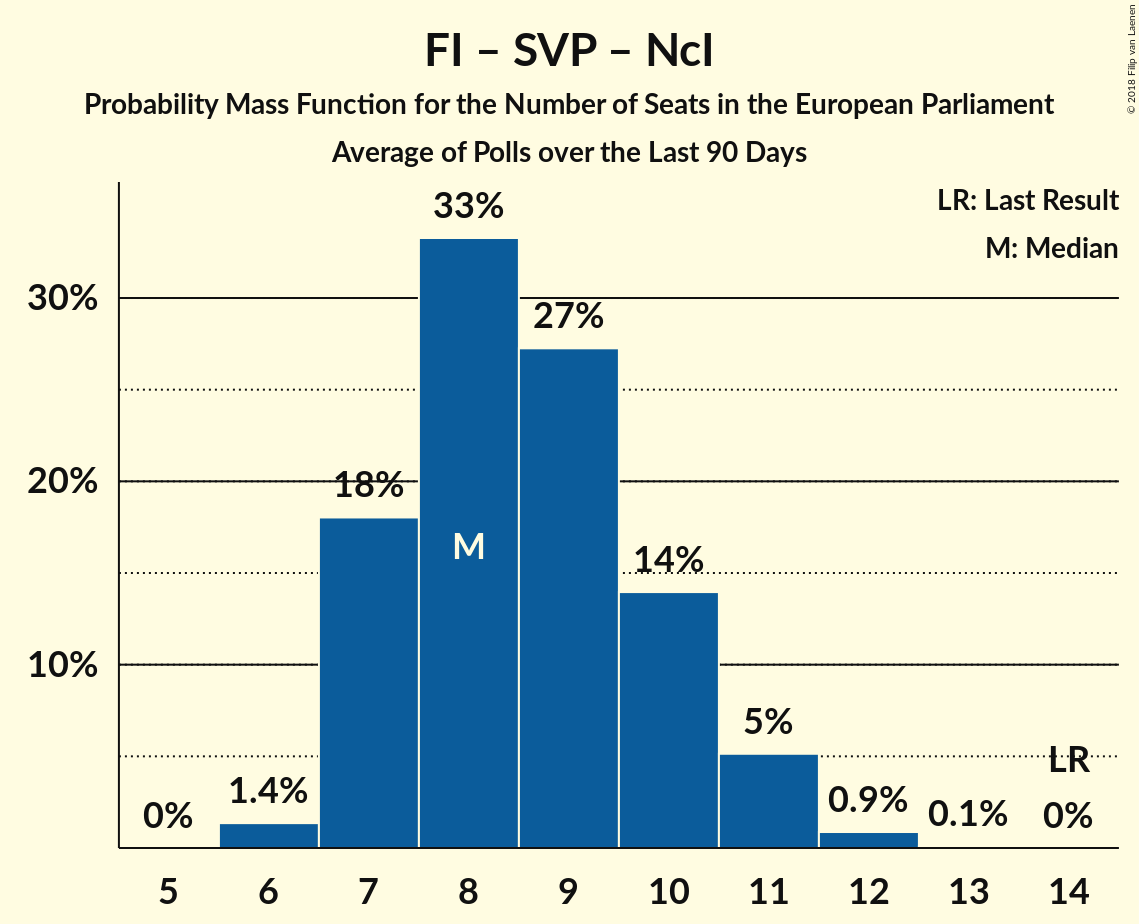 FI – SVP – NcI
Probability Mass Function for the Number of Seats in the European Parliament
Average of Polls over the Last 90 Days
© 2018 Filip van Laenen
LR: Last Result
M: Median
33%
30%
27%
20%
18%
M
14%
10%
5%
LR
1.4%
0.9%
0%
0.1%
0%
5 6 7 8 9 10 11 12 13 14